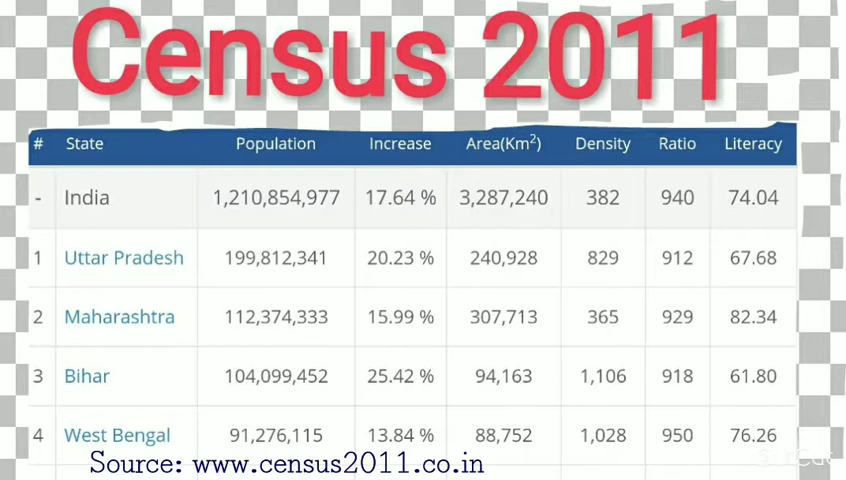 Census 2011
# State Population Increase Area(Km²) Density Ratio Literacy
- India 1,210,854,977 17.64 % 3,287,240 382 940 74.04
1 Uttar Pradesh 199,812,341 20.23 % 240,928 829 912 67.68
2 Maharashtra 112,374,333 15.99 % 307,713 365 929 82.34
3 Bihar 104,099,452 25.42 % 94,163 1,106 918 61.80
4 West Bengal 91,276,115 13.84 % 88,752 1,028 950 76.26
Source: www.census2011.co.in